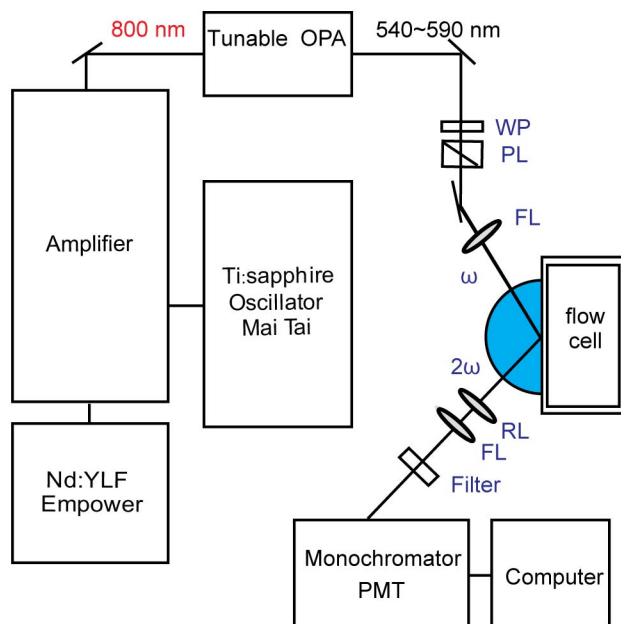 800 nm
Tunable OPA
540~590 nm
WP
PL
FL
Amplifier
Ti:sapphire
Oscillator
Mai Tai
ω
flow
cell
2ω
RL
FL
Filter
Nd:YLF
Empower
Monochromator
PMT
Computer